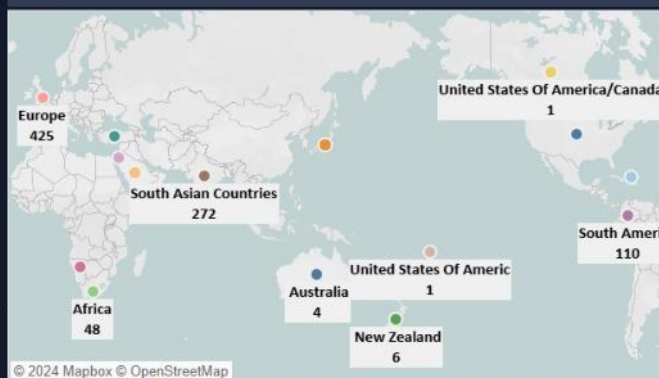 United States Of America/Canada
1
Europe
425
South Asian Countries
272
South Ameri
110
United States Of Americ
1
Australia
4
Africa
48
New Zealand
6
© 2024 Mapbox © OpenStreetMap